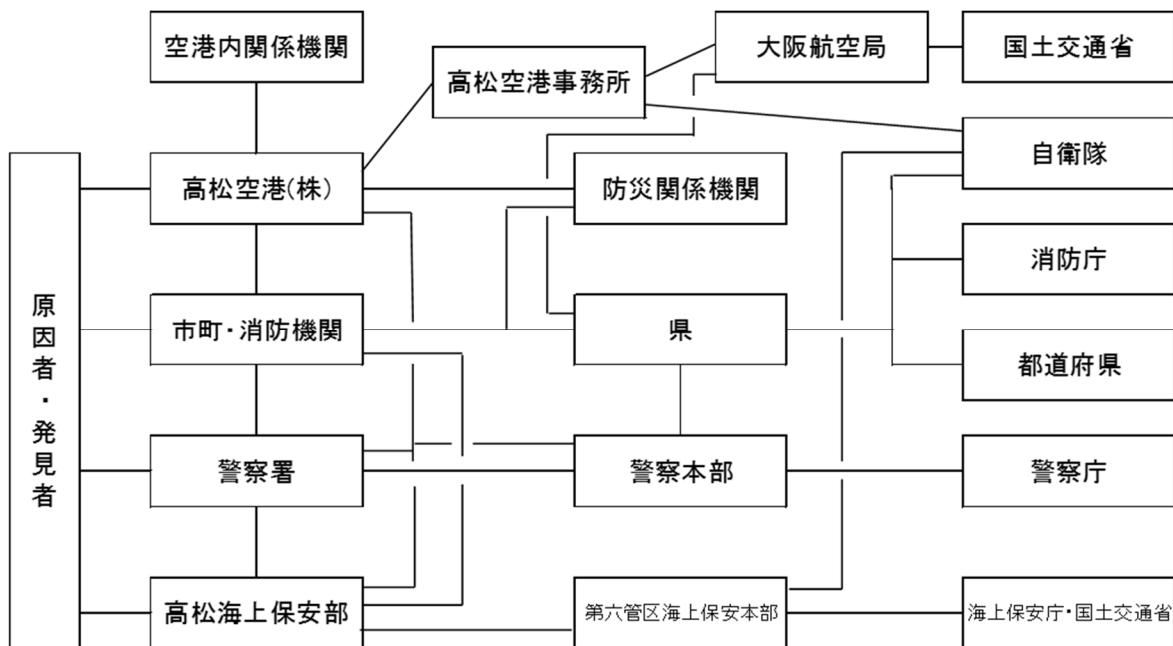 空港内関係機関
高松空港事務所
大阪航空局
国土交通省
自衛隊
高松空港(株)
防災関係機関
消防庁
原因者・発見者
市町・消防機関
県
都道府県
警察署
警察本部
警察庁
高松海上保安部
第六管区海上保安本部
海上保安庁・国土交通省